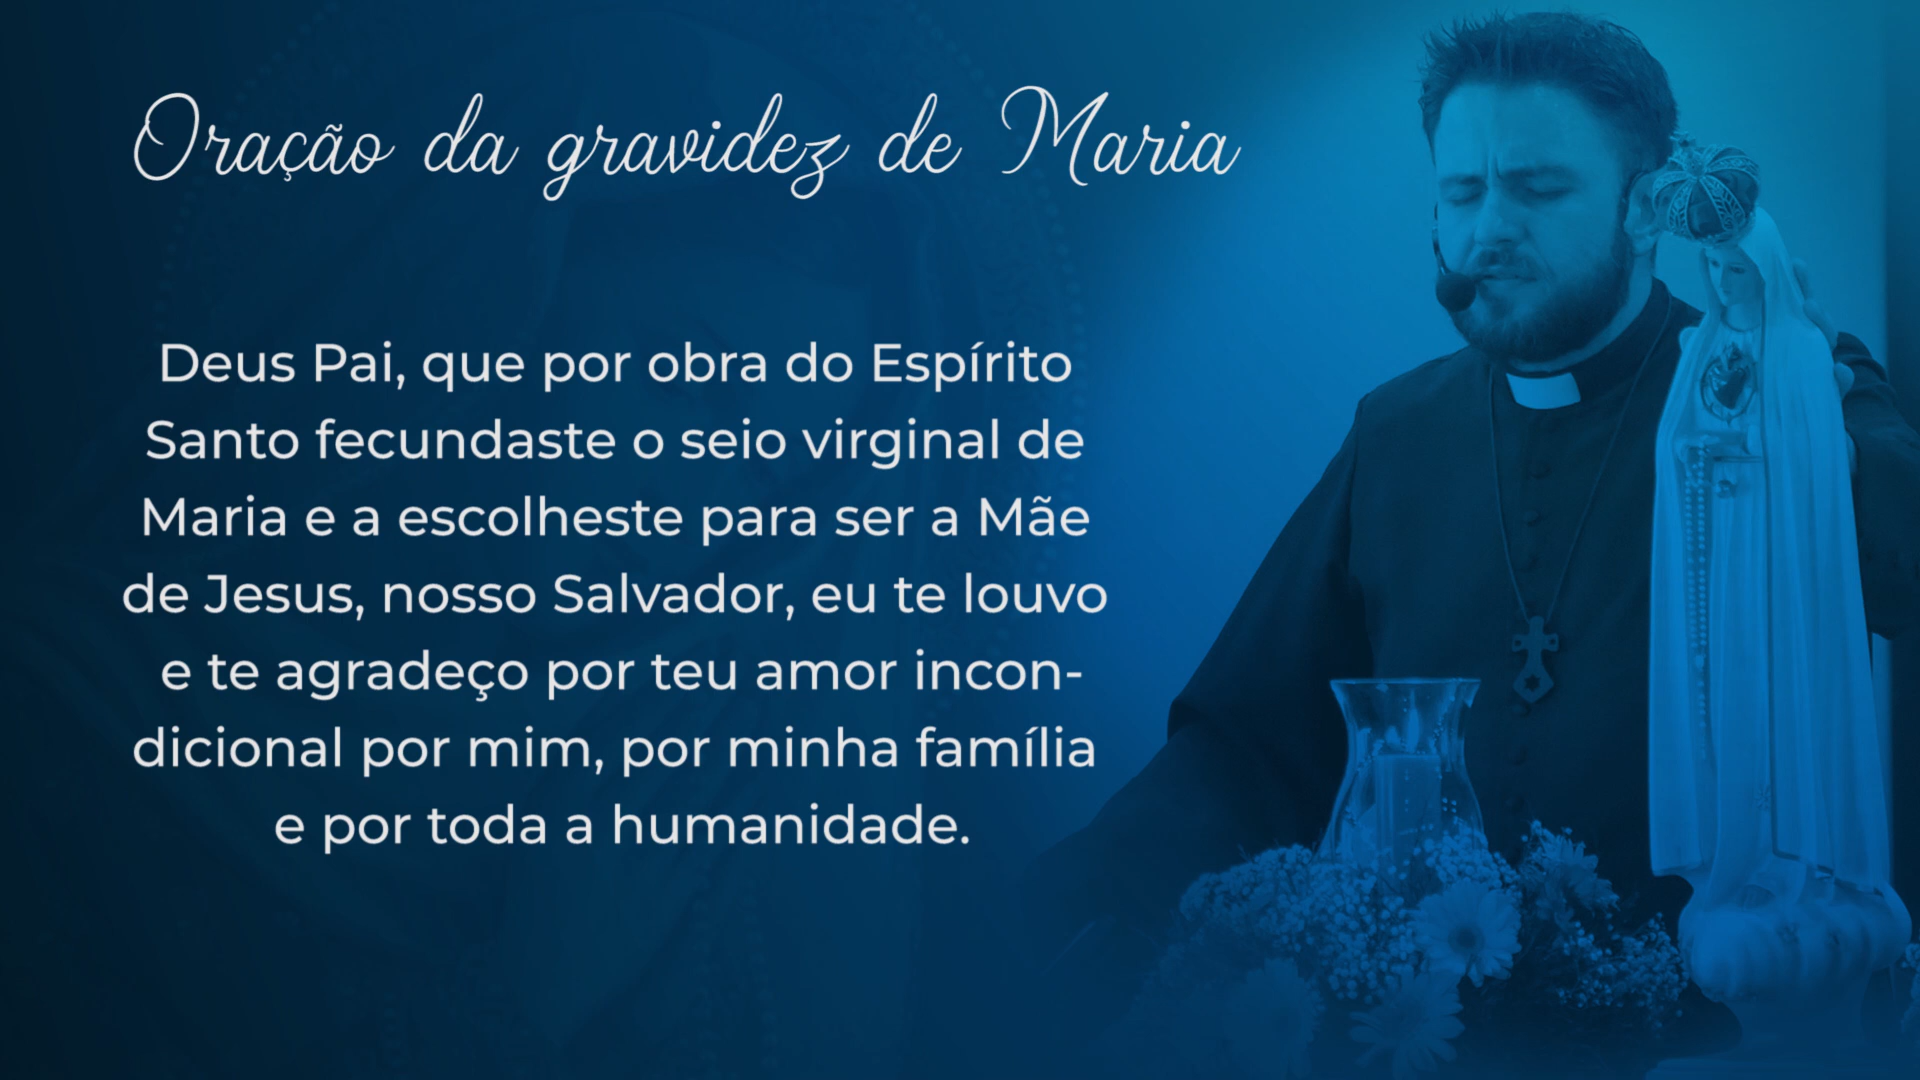 Oração da gravidez de Maria
Deus Pai, que por obra do Espírito
Santo fecundaste o seio virginal de
Maria e a escolheste para ser a Mãe
de Jesus, nosso Salvador, eu te louvo
e te agradeço por teu amor incon-
dicional por mim, por minha família
e por toda a humanidade.